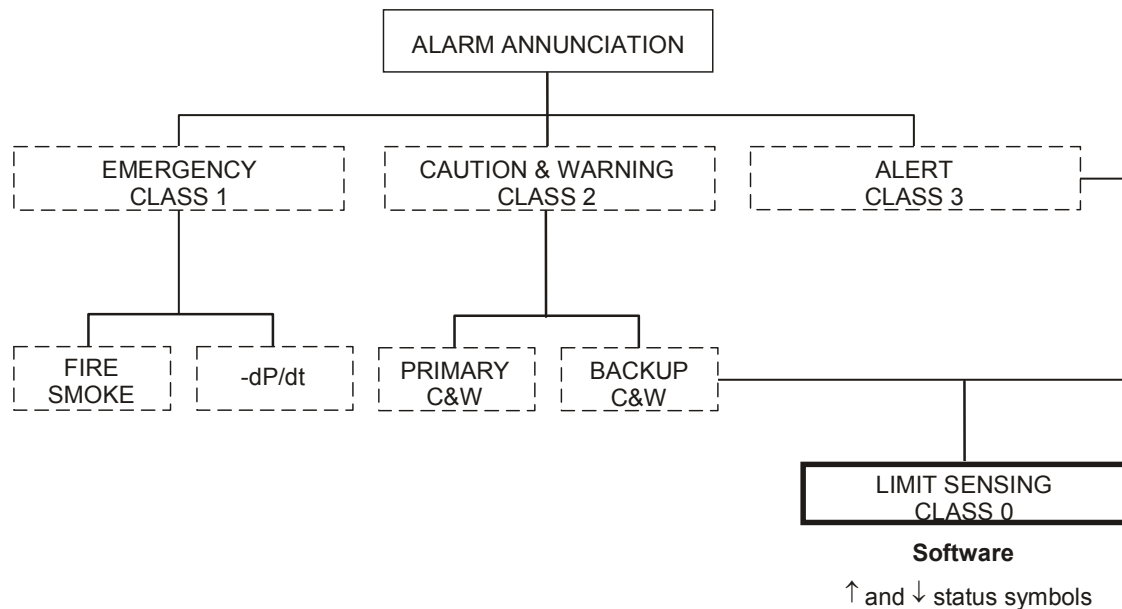 ALARM ANNUNCIATION
EMERGENCY
CLASS 1
CAUTION & WARNING
CLASS 2
ALERT
CLASS 3
FIRE
SMOKE
-dP/dt
PRIMARY
C&W
BACKUP
C&W
LIMIT SENSING
CLASS 0
Software
↑ and ↓ status symbols